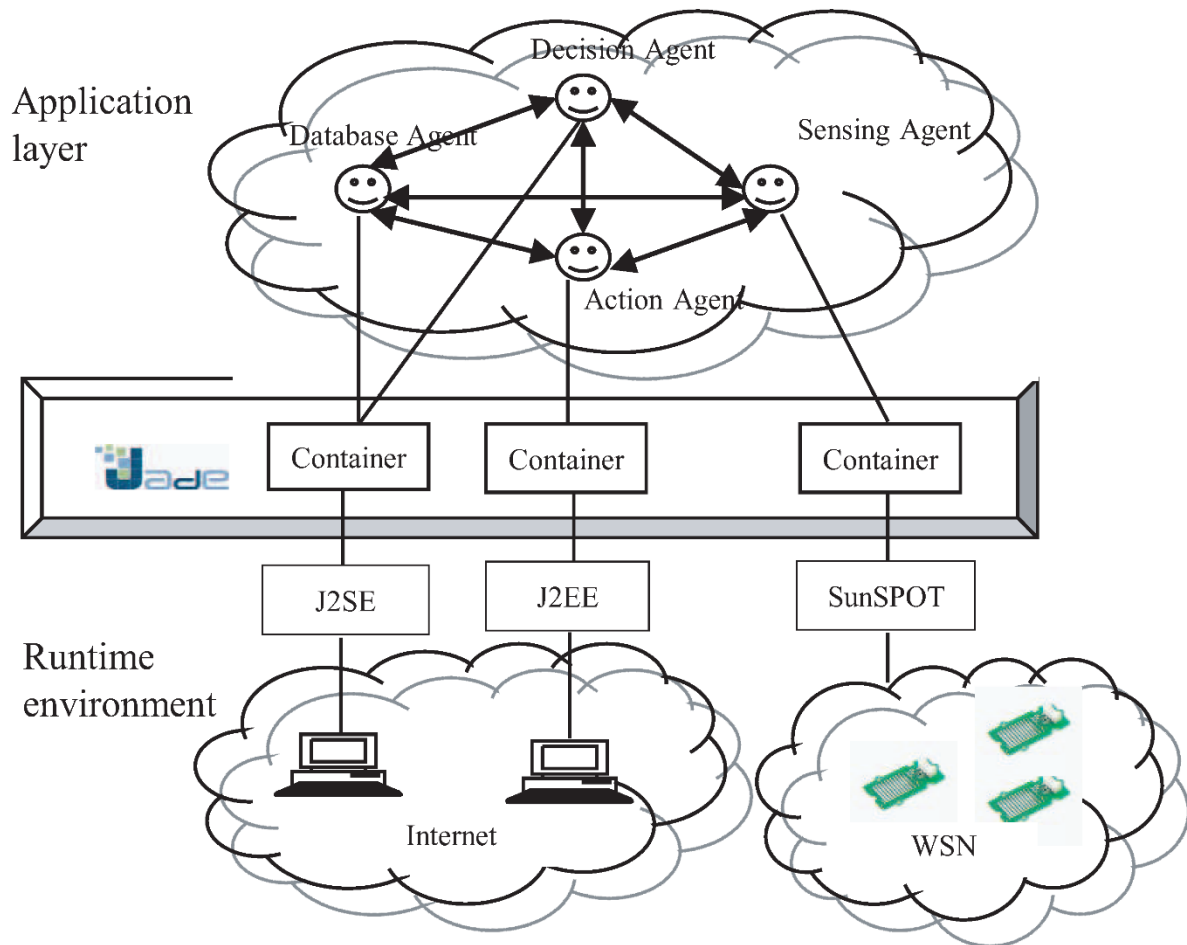 Decision Agent
Application
layer
Database Agent
Sensing Agent
Action Agent
Jade
Container
Container
Container
J2SE
J2EE
SunSPOT
Runtime
environment
Internet
WSN